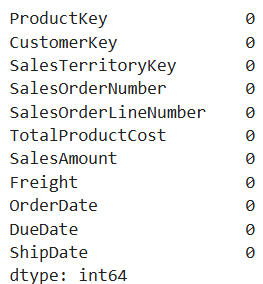 ProductKey 0
CustomerKey 0
SalesTerritoryKey 0
SalesOrderNumber 0
SalesOrderLineNumber 0
TotalProductCost 0
SalesAmount 0
Freight 0
OrderDate 0
DueDate 0
ShipDate 0
dtype: int64